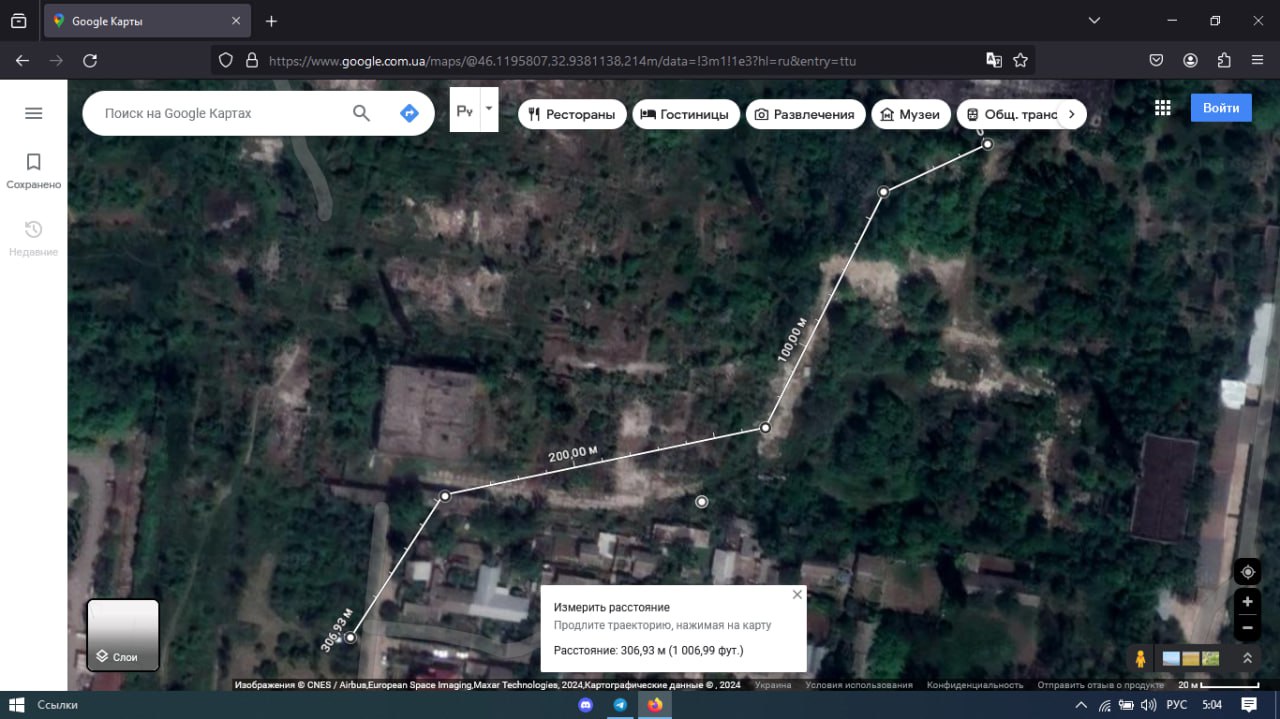 Google Карты
https://www.google.com.ua/maps/@46.1195807,32.9381138,214m/data=!3m1!1e3?hl=ru&entry=ttu
Поиск на Google Картах
Рестораны
Гостиницы
Развлечения
Музеи
Общ. транс
Войти
Сохранено
Недавние
100,00 м
200,00 м
306,93 м
Измерить расстояние
Продлите траекторию, нажимая на карту
Расстояние: 306,93 м (1 006,99 фут.)
Слои
Изображения © CNES / Airbus,European Space Imaging,Maxar Technologies, 2024,Картографические данные © , 2024 Украина Условия использования Конфиденциальность Отправить отзыв о продукте 20 м
Ссылки
РУС
5:04